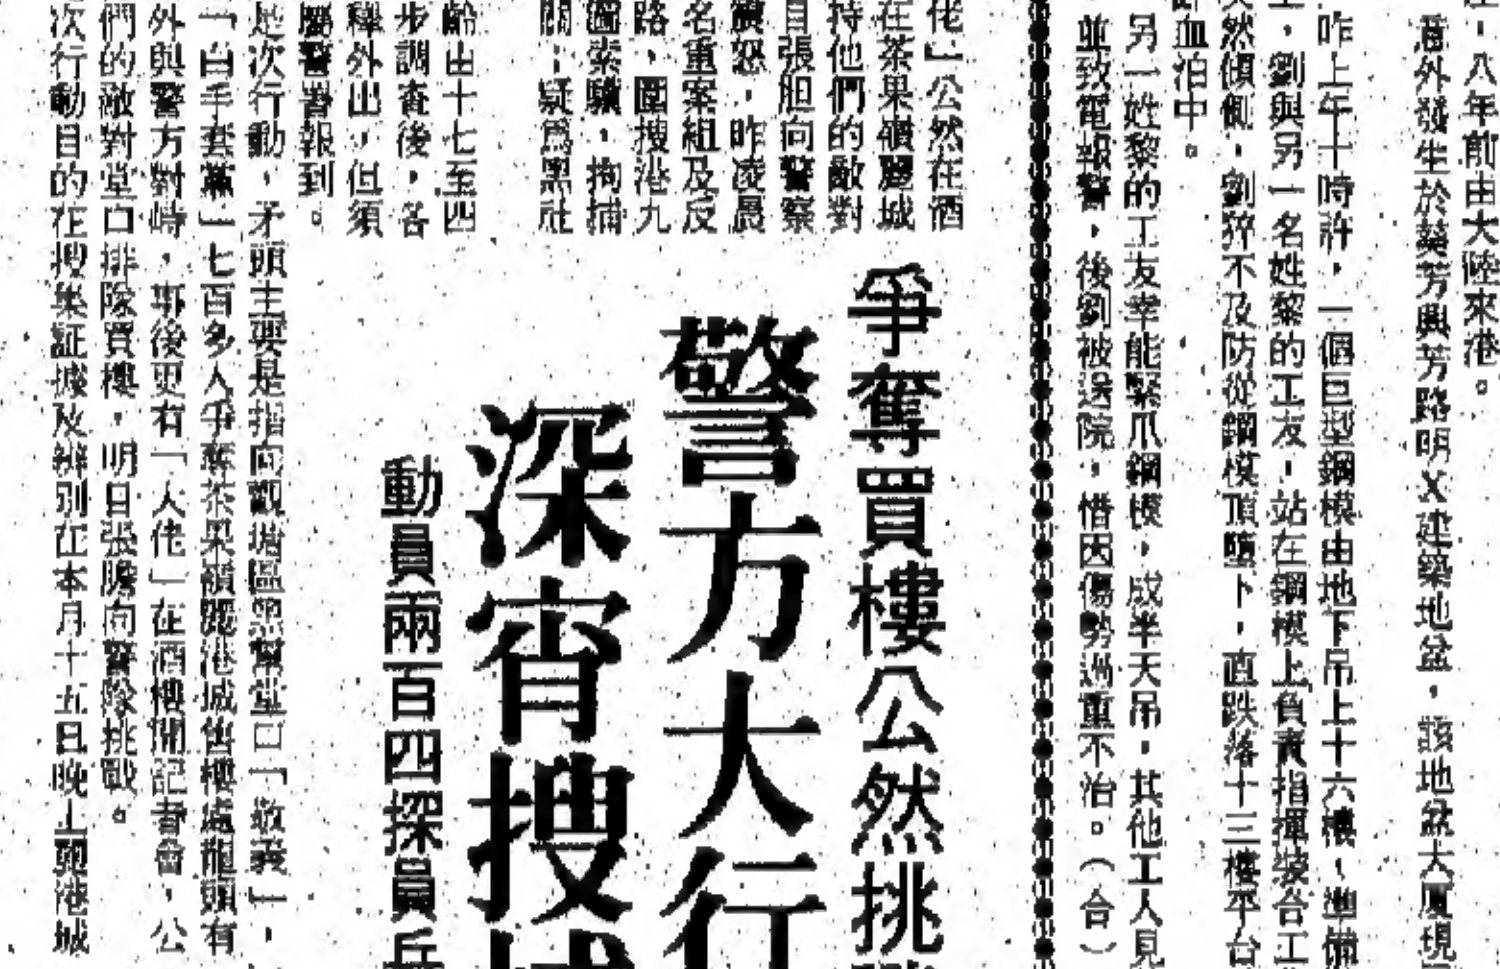 八年前由大陸來港。
意外發生於葵芳興芳路明X建築地盆，該地盆大厦現
昨上午十時許，一個巨型鋼模由地下吊上十六樓，準備
，劉與另一名姓黎的工友，站在鋼模上負責指揮裝合工
然傾側，劉猝不及防從鋼模頂墮下，直跌落十三樓平台
血泊中。
另一姓黎的工友幸能緊爪鋼模，成半天吊，其他工人見
並致電報警，後劉被送院，惜因傷勢過重不治。（合）
爭奪買樓公然挑
警方大行
深宵搜
動員兩百四探員
佬」公然在酒
在茶果嶺麗城
持他們的敵對
目張胆向警察
憤怒，昨凌晨
名重案組及反
路，圍搜港九
圖索驥，拘捕
關，疑爲黑社
齡由十七至四
步調査後，各
釋外出，但須
屬警署報到。
是次行動，矛頭主要是指向觀塘區黑幫堂口「敬義」，
「白手套黨」七百多人爭奪茶果嶺麗港城售樓處龍頭有
外與警方對峙，事後更有「大佬」在酒樓開記者會，公
們的敵對堂口排隊買樓，明日張膽向警隊挑戰。
次行動目的在搜集証據及辨別在本月十五日晚上麗港城